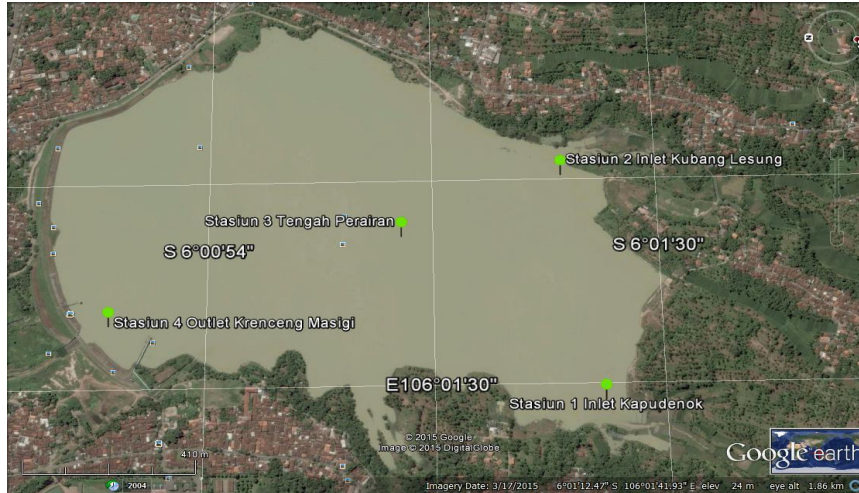 N
Stasiun 2 Inlet Kubang Lesung
Stasiun 3 Tengah Perairan
S 6°00'54"
S 6°01'30"
Stasiun 4 Outlet Krenceng Masigi
E106°01'30"
Stasiun 1 Inlet Kapudenok
© 2015 Google
Image © 2015 DigitalGlobe
Google earth
410 m
2004
Imagery Date: 3/17/2015 6°01'12.47" S 106°01'41.93" E elev 24 m eye alt 1.86 km